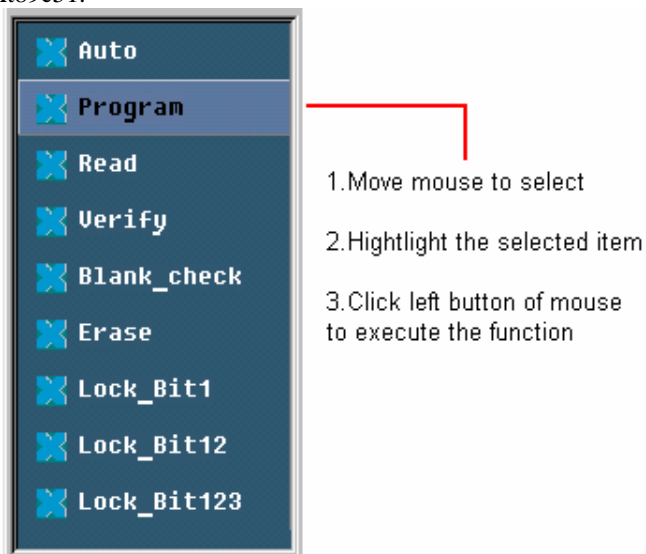 Auto
Program
Read
Verify
Blank_check
Erase
Lock_Bit1
Lock_Bit12
Lock_Bit123
1.Move mouse to select
2.Hightlight the selected item
3.Click left button of mouse
to execute the function